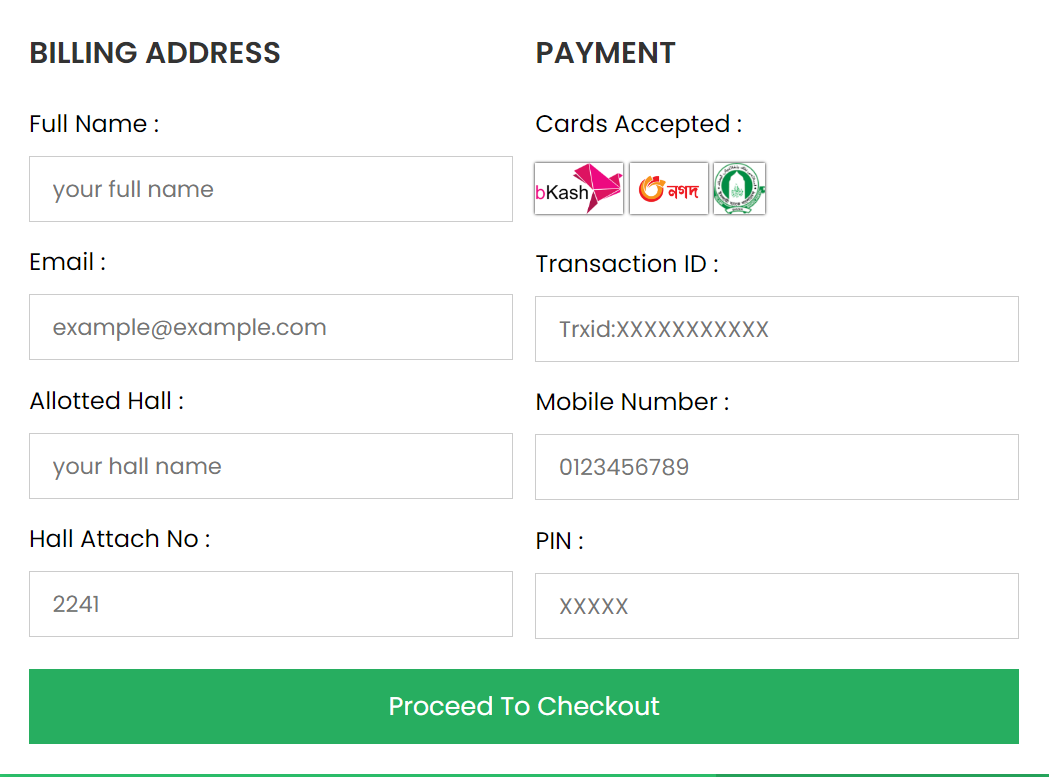 BILLING ADDRESS
Full Name :
your full name
Email :
example@example.com
Allotted Hall :
your hall name
Hall Attach No :
2241
PAYMENT
Cards Accepted :
bKash
নগদ
Transaction ID :
Trxid:XXXXXXXXXXX
Mobile Number :
0123456789
PIN :
XXXXX
Proceed To Checkout